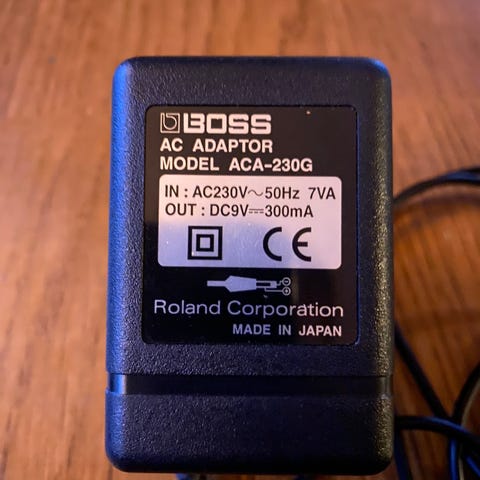 BOSS
AC ADAPTOR
MODEL ACA-230G
IN : AC230V～50Hz 7VA
OUT : DC9V⎓300mA
CE
Roland Corporation
MADE IN JAPAN